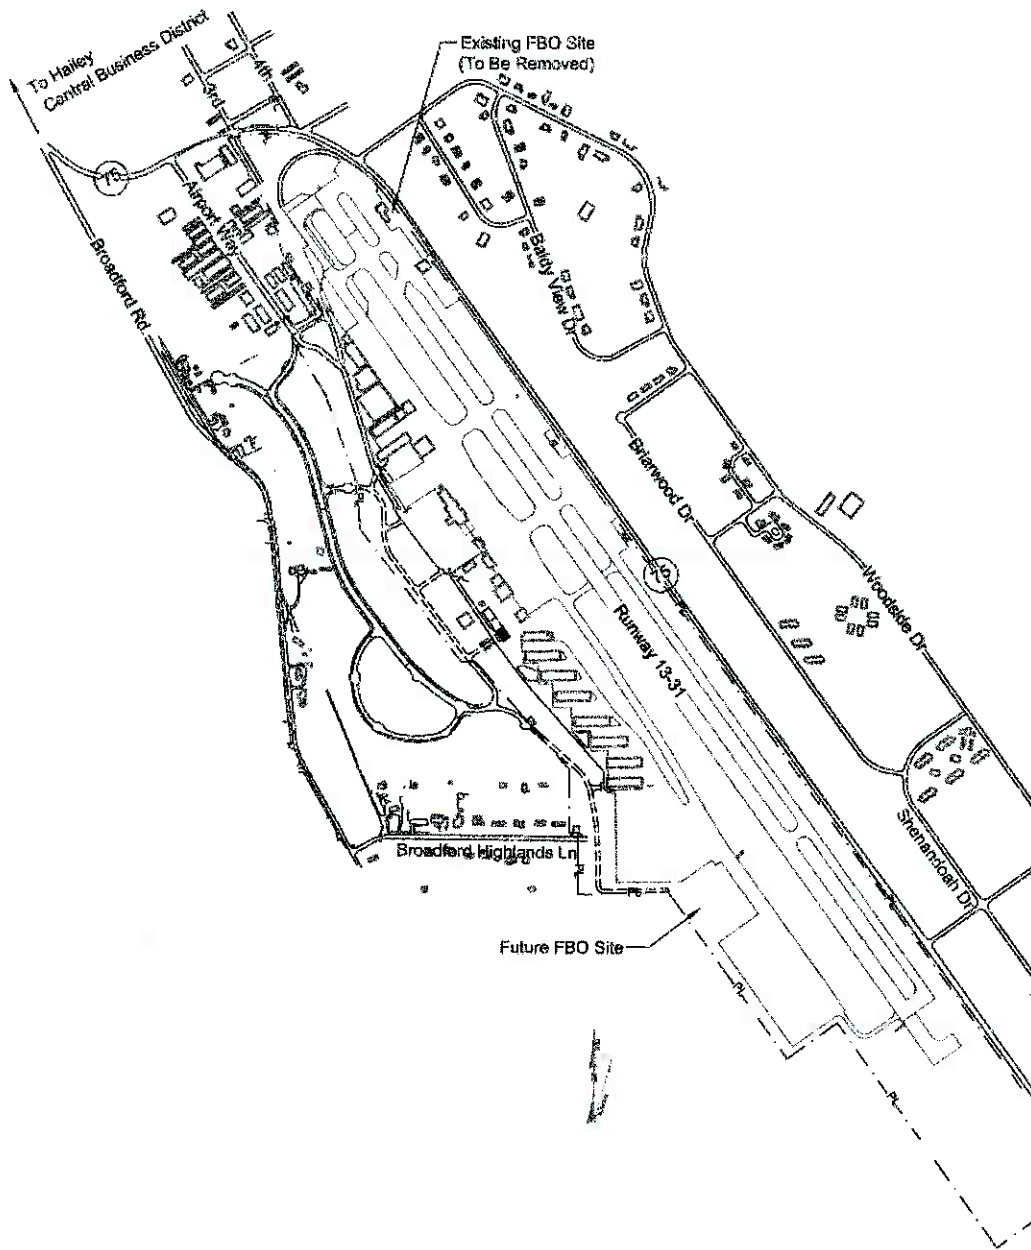 To Hailey
Central Business District
3rd
4th
Existing FBO Site
(To Be Removed)
75
Airport Way
Broadford Rd
Baldy View Dr
Briarwood Dr
75
Woodside Dr
Runway 13-31
Shenandoah Dr
Broadford Highlands Ln
PL
PL
Future FBO Site
PL
PL